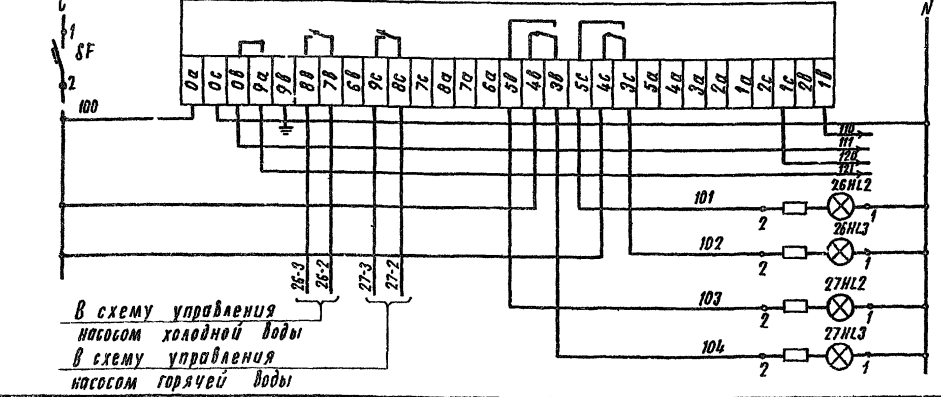 C
N
1
SF
2
100
0а 0с 0в 9а 9в 8в 7в 6в 9с 8с 7с 8а 7а 6а 5в 4в 3в 5с 4с 3с 5а 4а 3а 2а 1а 2с 1с 2в 1в
110
111
120
121
26HL2
101
2
1
26HL3
102
2
1
26-3
26-2
27-3
27-2
27HL2
103
2
1
В схему управления
насосом холодной воды
27HL3
104
2
1
В схему управления
насосом горячей воды